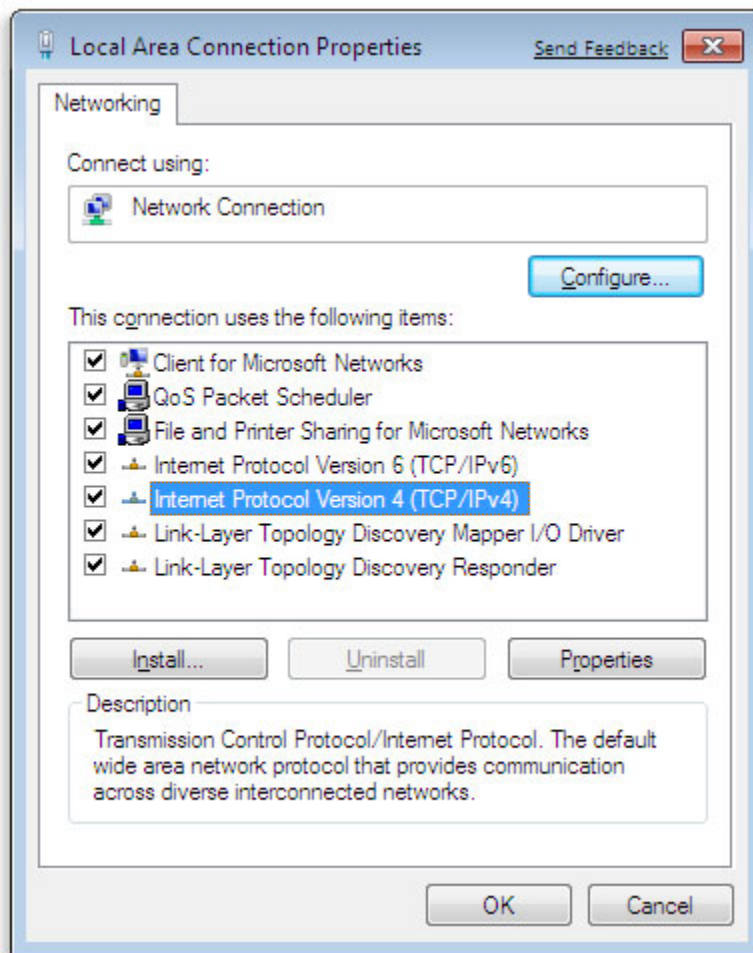 Local Area Connection Properties
Send Feedback
Networking
Connect using:
Network Connection
Configure...
This connection uses the following items:
Client for Microsoft Networks
QoS Packet Scheduler
File and Printer Sharing for Microsoft Networks
Internet Protocol Version 6 (TCP/IPv6)
Internet Protocol Version 4 (TCP/IPv4)
Link-Layer Topology Discovery Mapper I/O Driver
Link-Layer Topology Discovery Responder
Install...
Uninstall
Properties
Description
Transmission Control Protocol/Internet Protocol. The default
wide area network protocol that provides communication
across diverse interconnected networks.
OK
Cancel